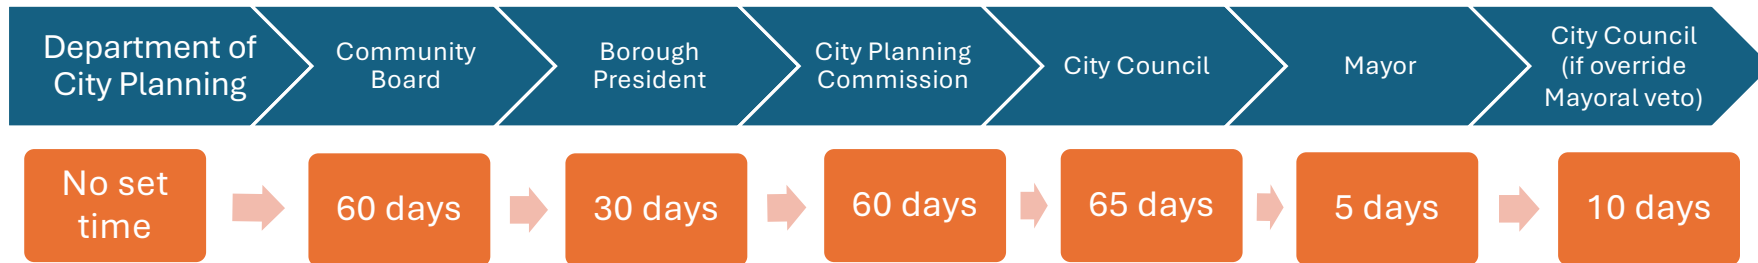 Department of
City Planning
Community
Board
Borough
President
City Planning
Commission
City Council
Mayor
City Council
(if override
Mayoral veto)
No set
time
60 days
30 days
60 days
65 days
5 days
10 days